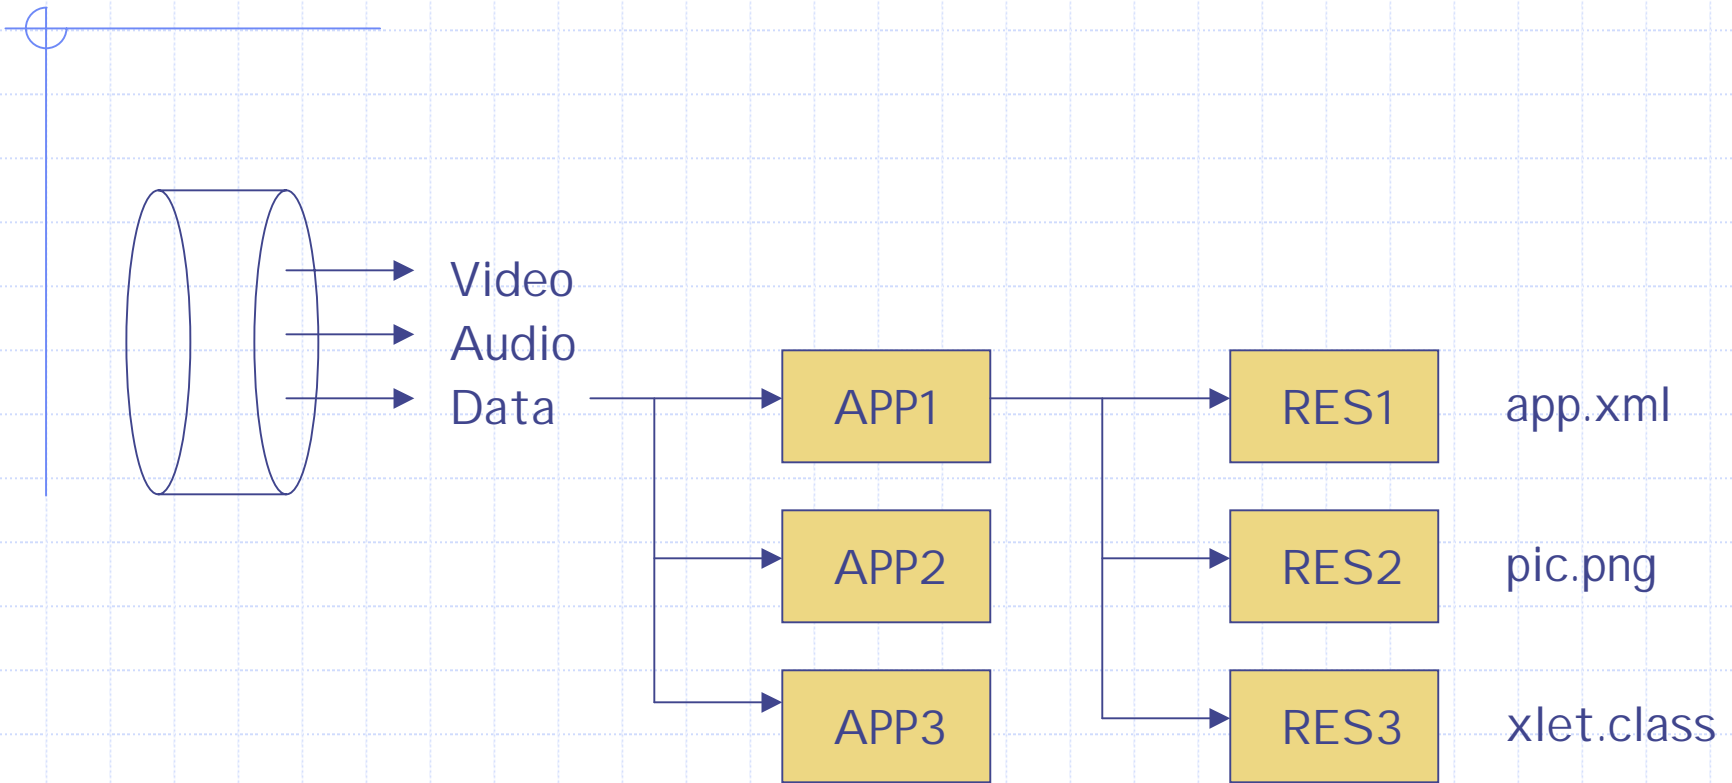 Video
Audio
Data
APP1
RES1
app.xml
APP2
RES2
pic.png
APP3
RES3
xlet.class